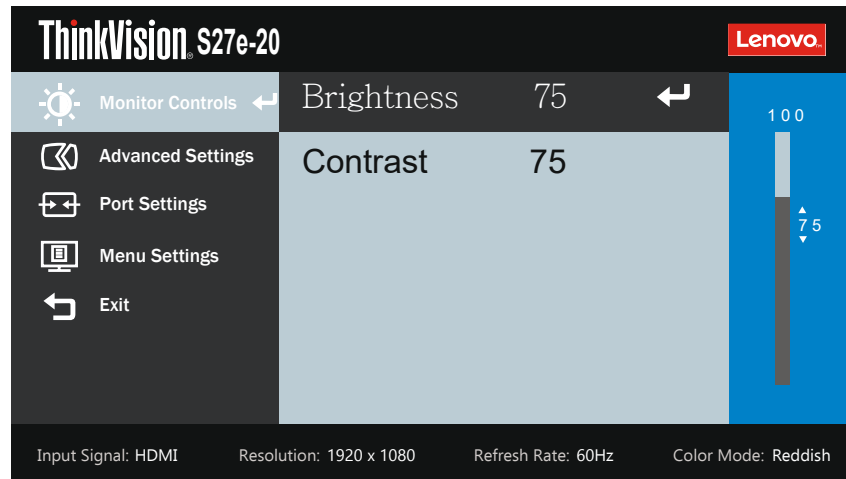 ThinkVision® S27e-20
Lenovo™
Monitor Controls
Brightness 75
100
Advanced Settings
Contrast 75
Port Settings
75
Menu Settings
Exit
Input Signal: HDMI Resolution: 1920 x 1080 Refresh Rate: 60Hz Color Mode: Reddish